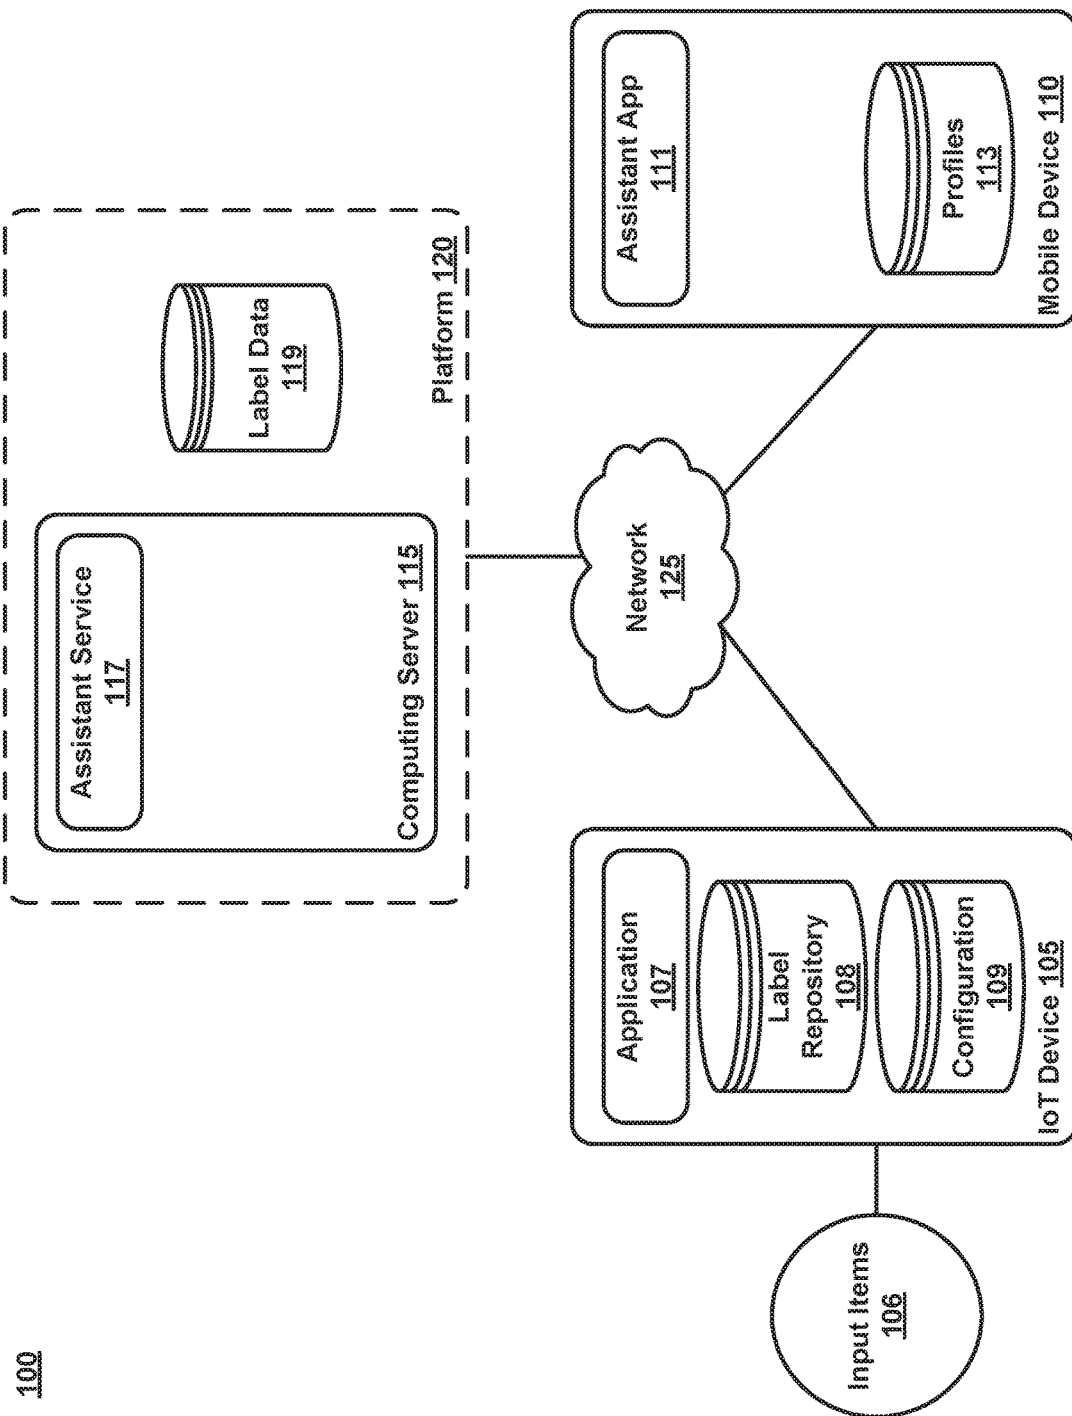 100
Assistant Service
117
Computing Server 115
Label Data
119
Platform 120
Network
125
Input Items
106
Application
107
Label
Repository
108
Configuration
109
IoT Device 105
Assistant App
111
Profiles
113
Mobile Device 110